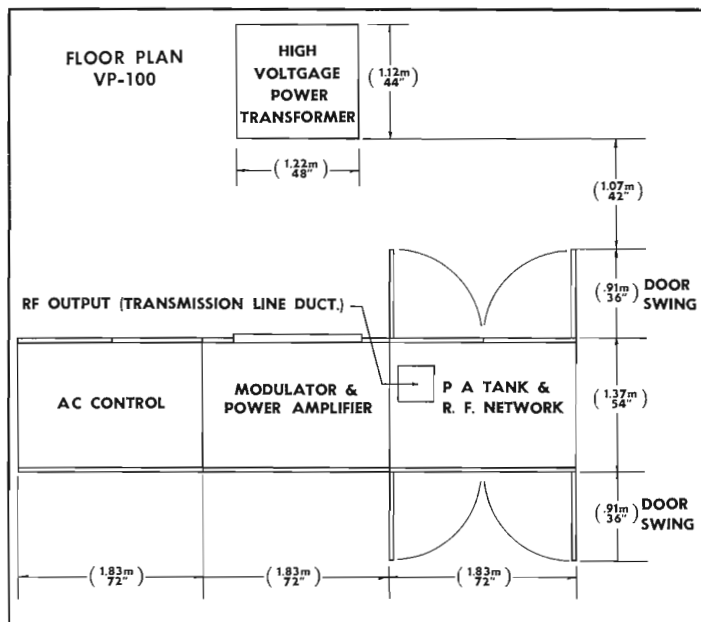 FLOOR PLAN
VP-100
HIGH
VOLTGAGE
POWER
TRANSFORMER
(1.12m
44")
(1.22m
48")
(1.07m
42")
(.91m
36")
DOOR
SWING
RF OUTPUT (TRANSMISSION LINE DUCT.)
AC CONTROL
MODULATOR &
POWER AMPLIFIER
P A TANK &
R. F. NETWORK
(1.37m
54")
(.91m
36")
DOOR
SWING
(1.83m
72")
(1.83m
72")
(1.83m
72")